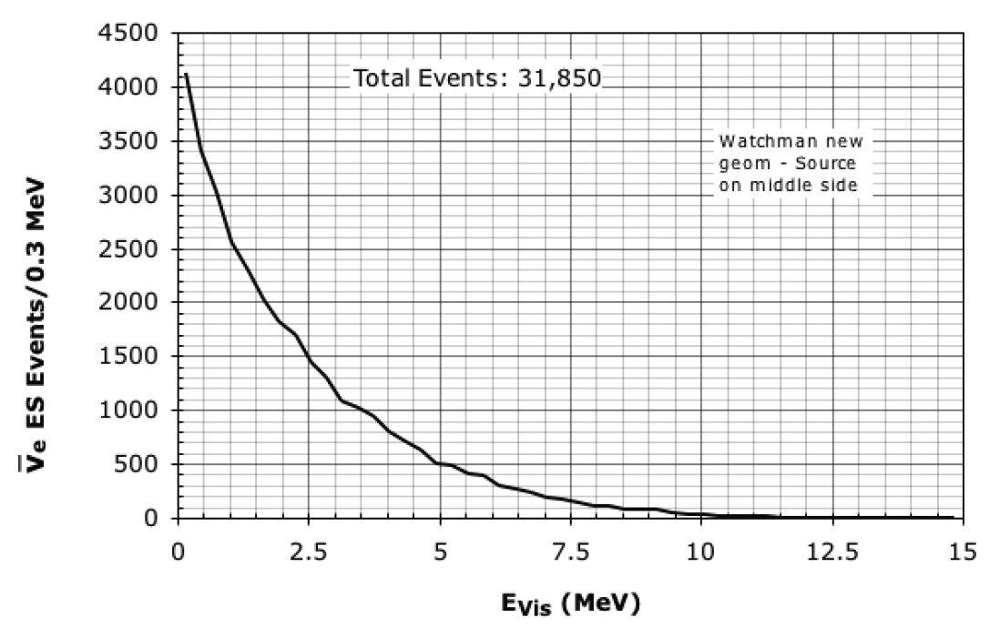 4500
4000
3500
3000
2500
2000
1500
1000
500
0
Total Events: 31,850
Watchman new
geom - Source
on middle side
0 2.5 5 7.5 10 12.5 15
EVis (MeV)
v̅e ES Events/0.3 MeV